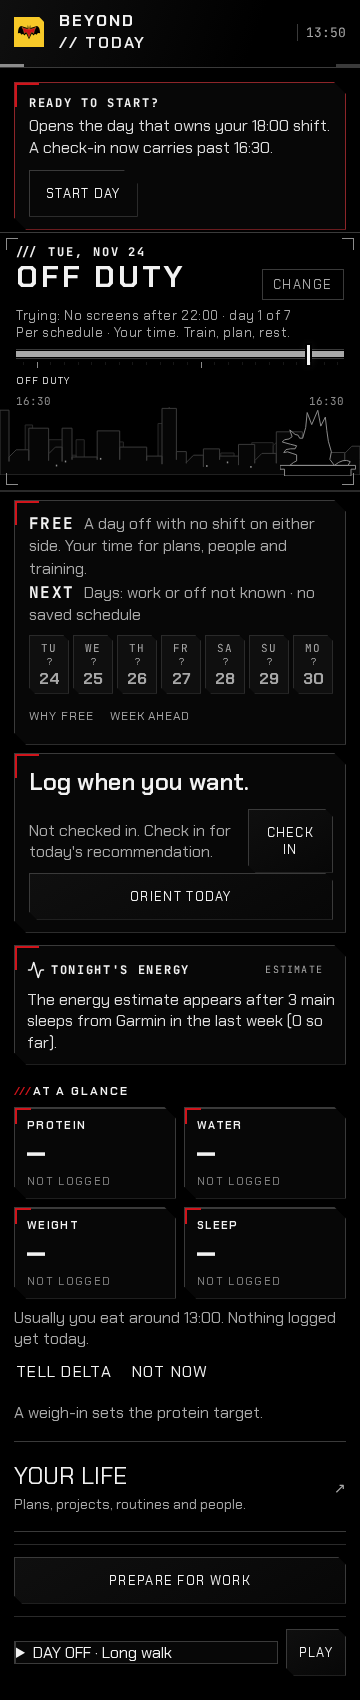 BEYOND
// TODAY
13:50
READY TO START?
Opens the day that owns your 18:00 shift.
A check-in now carries past 16:30.
START DAY
/// TUE, NOV 24
OFF DUTY
CHANGE
Trying: No screens after 22:00 · day 1 of 7
Per schedule · Your time. Train, plan, rest.
OFF DUTY
16:30 16:30
FREE A day off with no shift on either
side. Your time for plans, people and
training.
NEXT Days: work or off not known · no
saved schedule
TU WE TH FR SA SU MO
? ? ? ? ? ? ?
24 25 26 27 28 29 30
WHY FREE WEEK AHEAD
Log when you want.
Not checked in. Check in for
today's recommendation.
CHECK
IN
ORIENT TODAY
TONIGHT'S ENERGY ESTIMATE
The energy estimate appears after 3 main
sleeps from Garmin in the last week (0 so
far).
///AT A GLANCE
PROTEIN
—
NOT LOGGED
WATER
—
NOT LOGGED
WEIGHT
—
NOT LOGGED
SLEEP
—
NOT LOGGED
Usually you eat around 13:00. Nothing logged
yet today.
TELL DELTA NOT NOW
A weigh-in sets the protein target.
YOUR LIFE
Plans, projects, routines and people.
↗
PREPARE FOR WORK
▶ DAY OFF · Long walk
PLAY